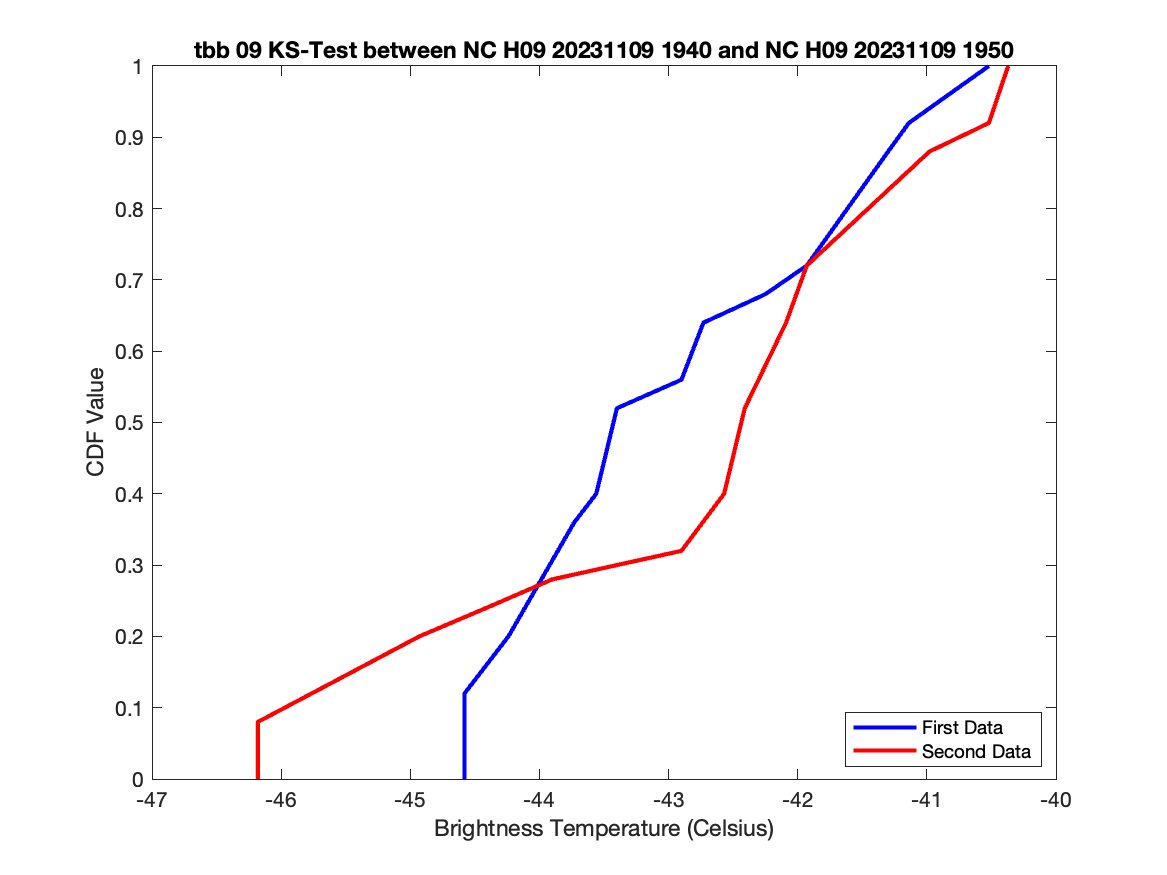 tbb 09 KS-Test between NC H09 20231109 1940 and NC H09 20231109 1950
1
0.9
0.8
0.7
0.6
0.5
0.4
0.3
0.2
0.1
0
CDF Value
First Data
Second Data
-47 -46 -45 -44 -43 -42 -41 -40
Brightness Temperature (Celsius)